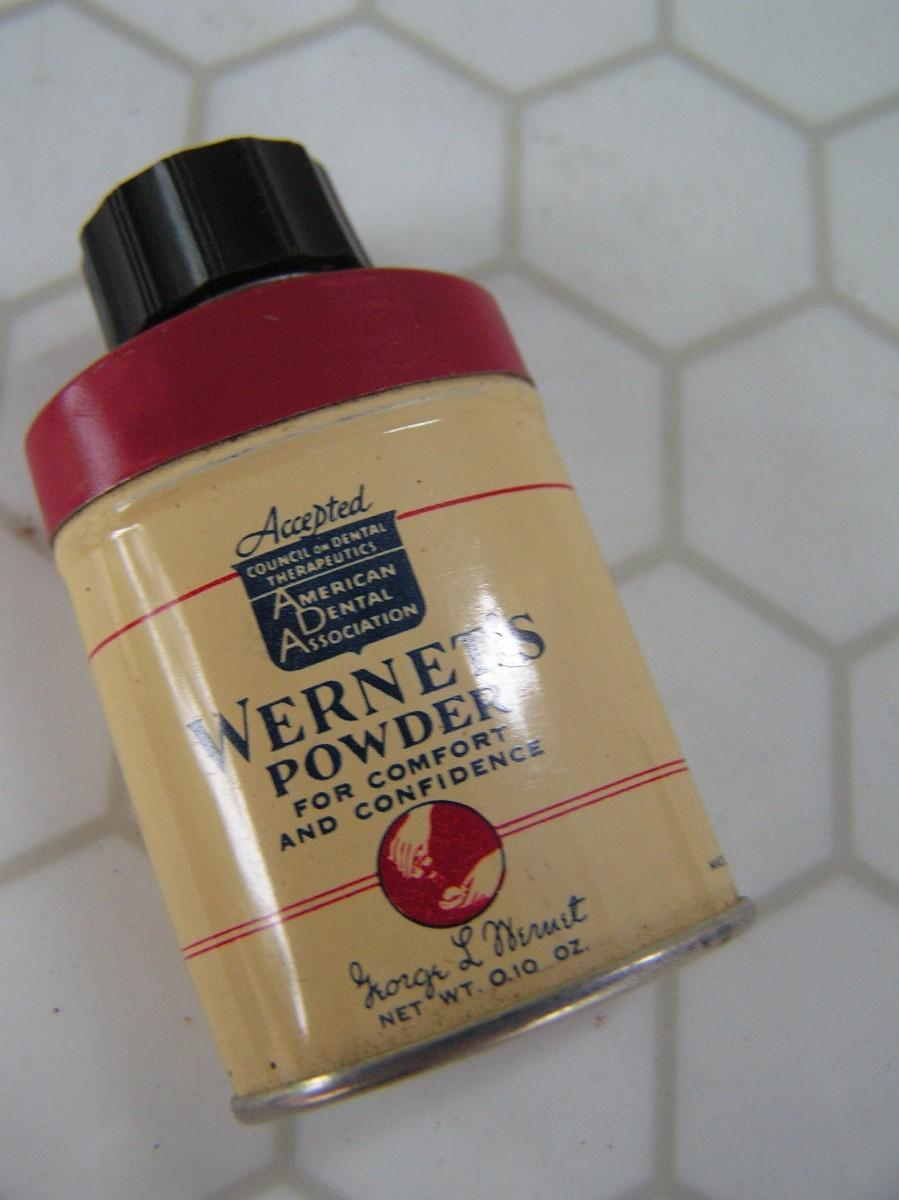 Accepted
COUNCIL ON DENTAL
THERAPEUTICS
AMERICAN
DENTAL
ASSOCIATION
WERNET'S
POWDER
FOR COMFORT
AND CONFIDENCE
George L Wernet
NET WT. 0.10 OZ.